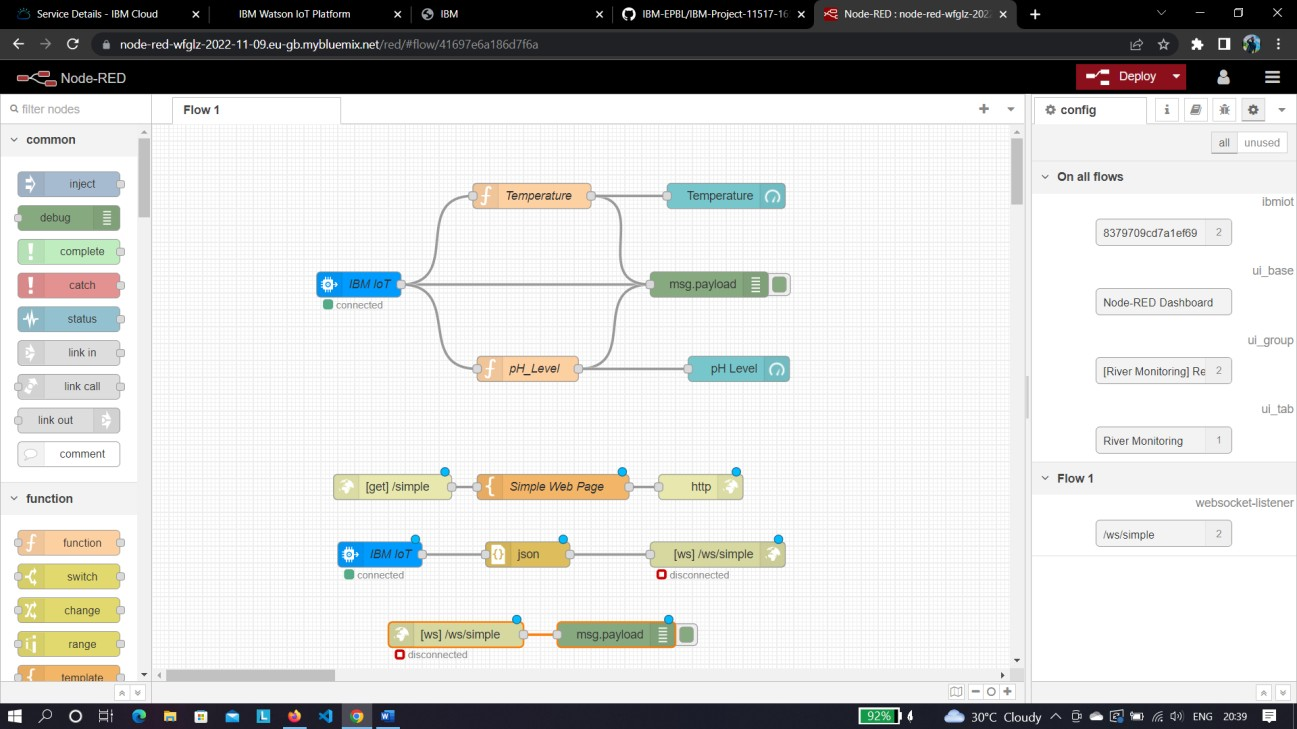 Service Details - IBM Cloud
IBM Watson IoT Platform
IBM
IBM-EPBL/IBM-Project-11517-16
Node-RED : node-red-wfglz-2022
node-red-wfglz-2022-11-09.eu-gb.mybluemix.net/red/#flow/41697e6a186d7f6a
Node-RED
Deploy
filter nodes
Flow 1
config
i
common
all
unused
inject
debug
complete
catch
status
link in
link call
link out
comment
function
function
switch
change
range
template
Temperature
Temperature
IBM IoT
connected
msg.payload
pH_Level
pH Level
[get] /simple
Simple Web Page
http
IBM IoT
connected
json
[ws] /ws/simple
disconnected
[ws] /ws/simple
disconnected
msg.payload
On all flows
ibmiot
8379709cd7a1ef69 2
ui_base
Node-RED Dashboard
ui_group
[River Monitoring] Re 2
ui_tab
River Monitoring 1
Flow 1
websocket-listener
/ws/simple 2
92%
30°C Cloudy
ENG
20:39